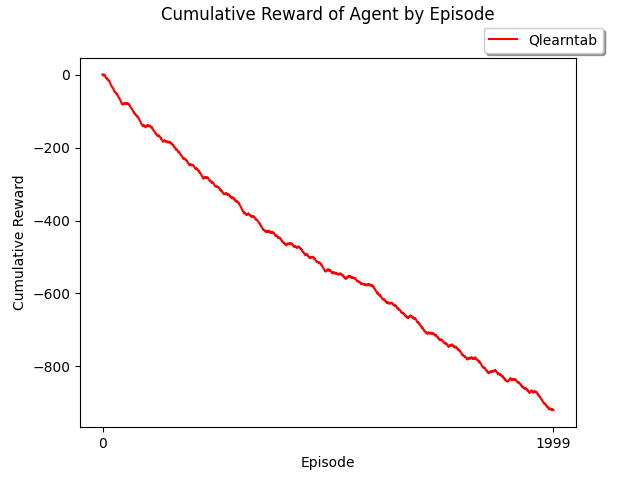 Cumulative Reward of Agent by Episode
Qlearntab
0
−200
−400
−600
−800
Cumulative Reward
0 1999
Episode